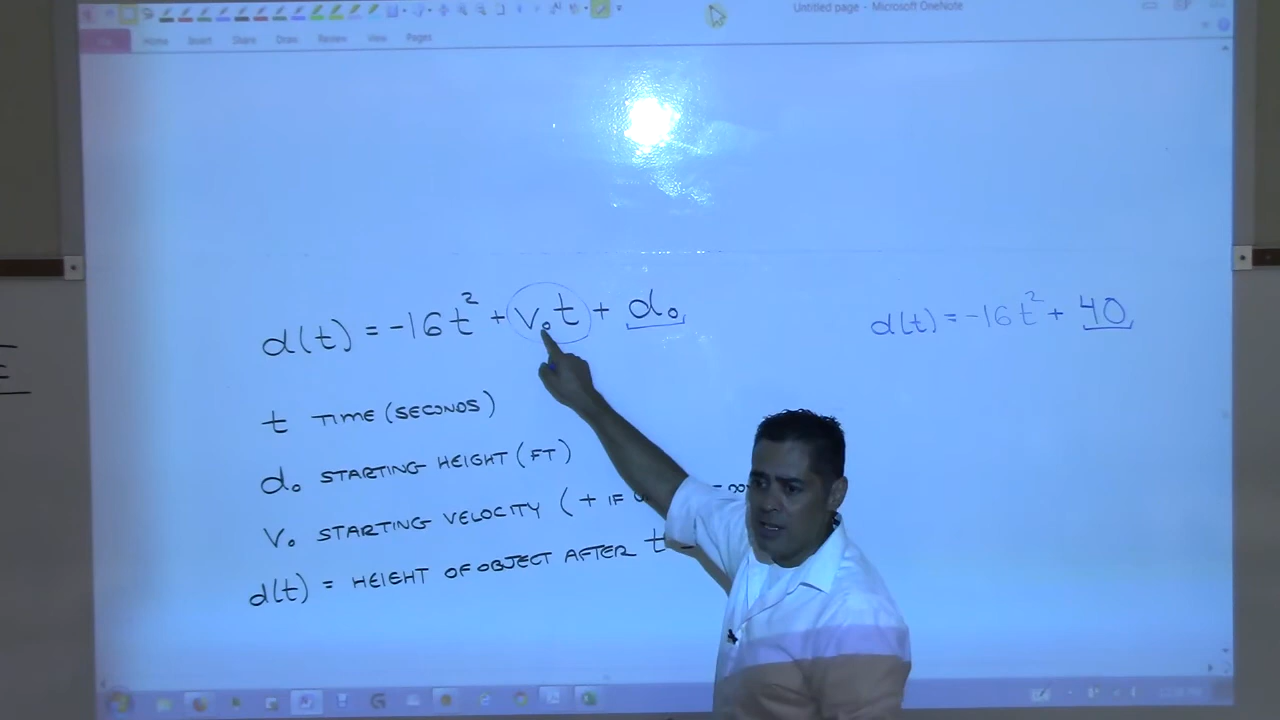 Untitled page - Microsoft OneNote
Home Insert Share Draw Review View Pages
d(t) = -16t² + v₀t + d₀
d(t) = -16t² + 40
t TIME (SECONDS)
d₀ STARTING HEIGHT (FT)
v₀ STARTING VELOCITY (+ IF
d(t) = HEIGHT OF OBJECT AFTER t